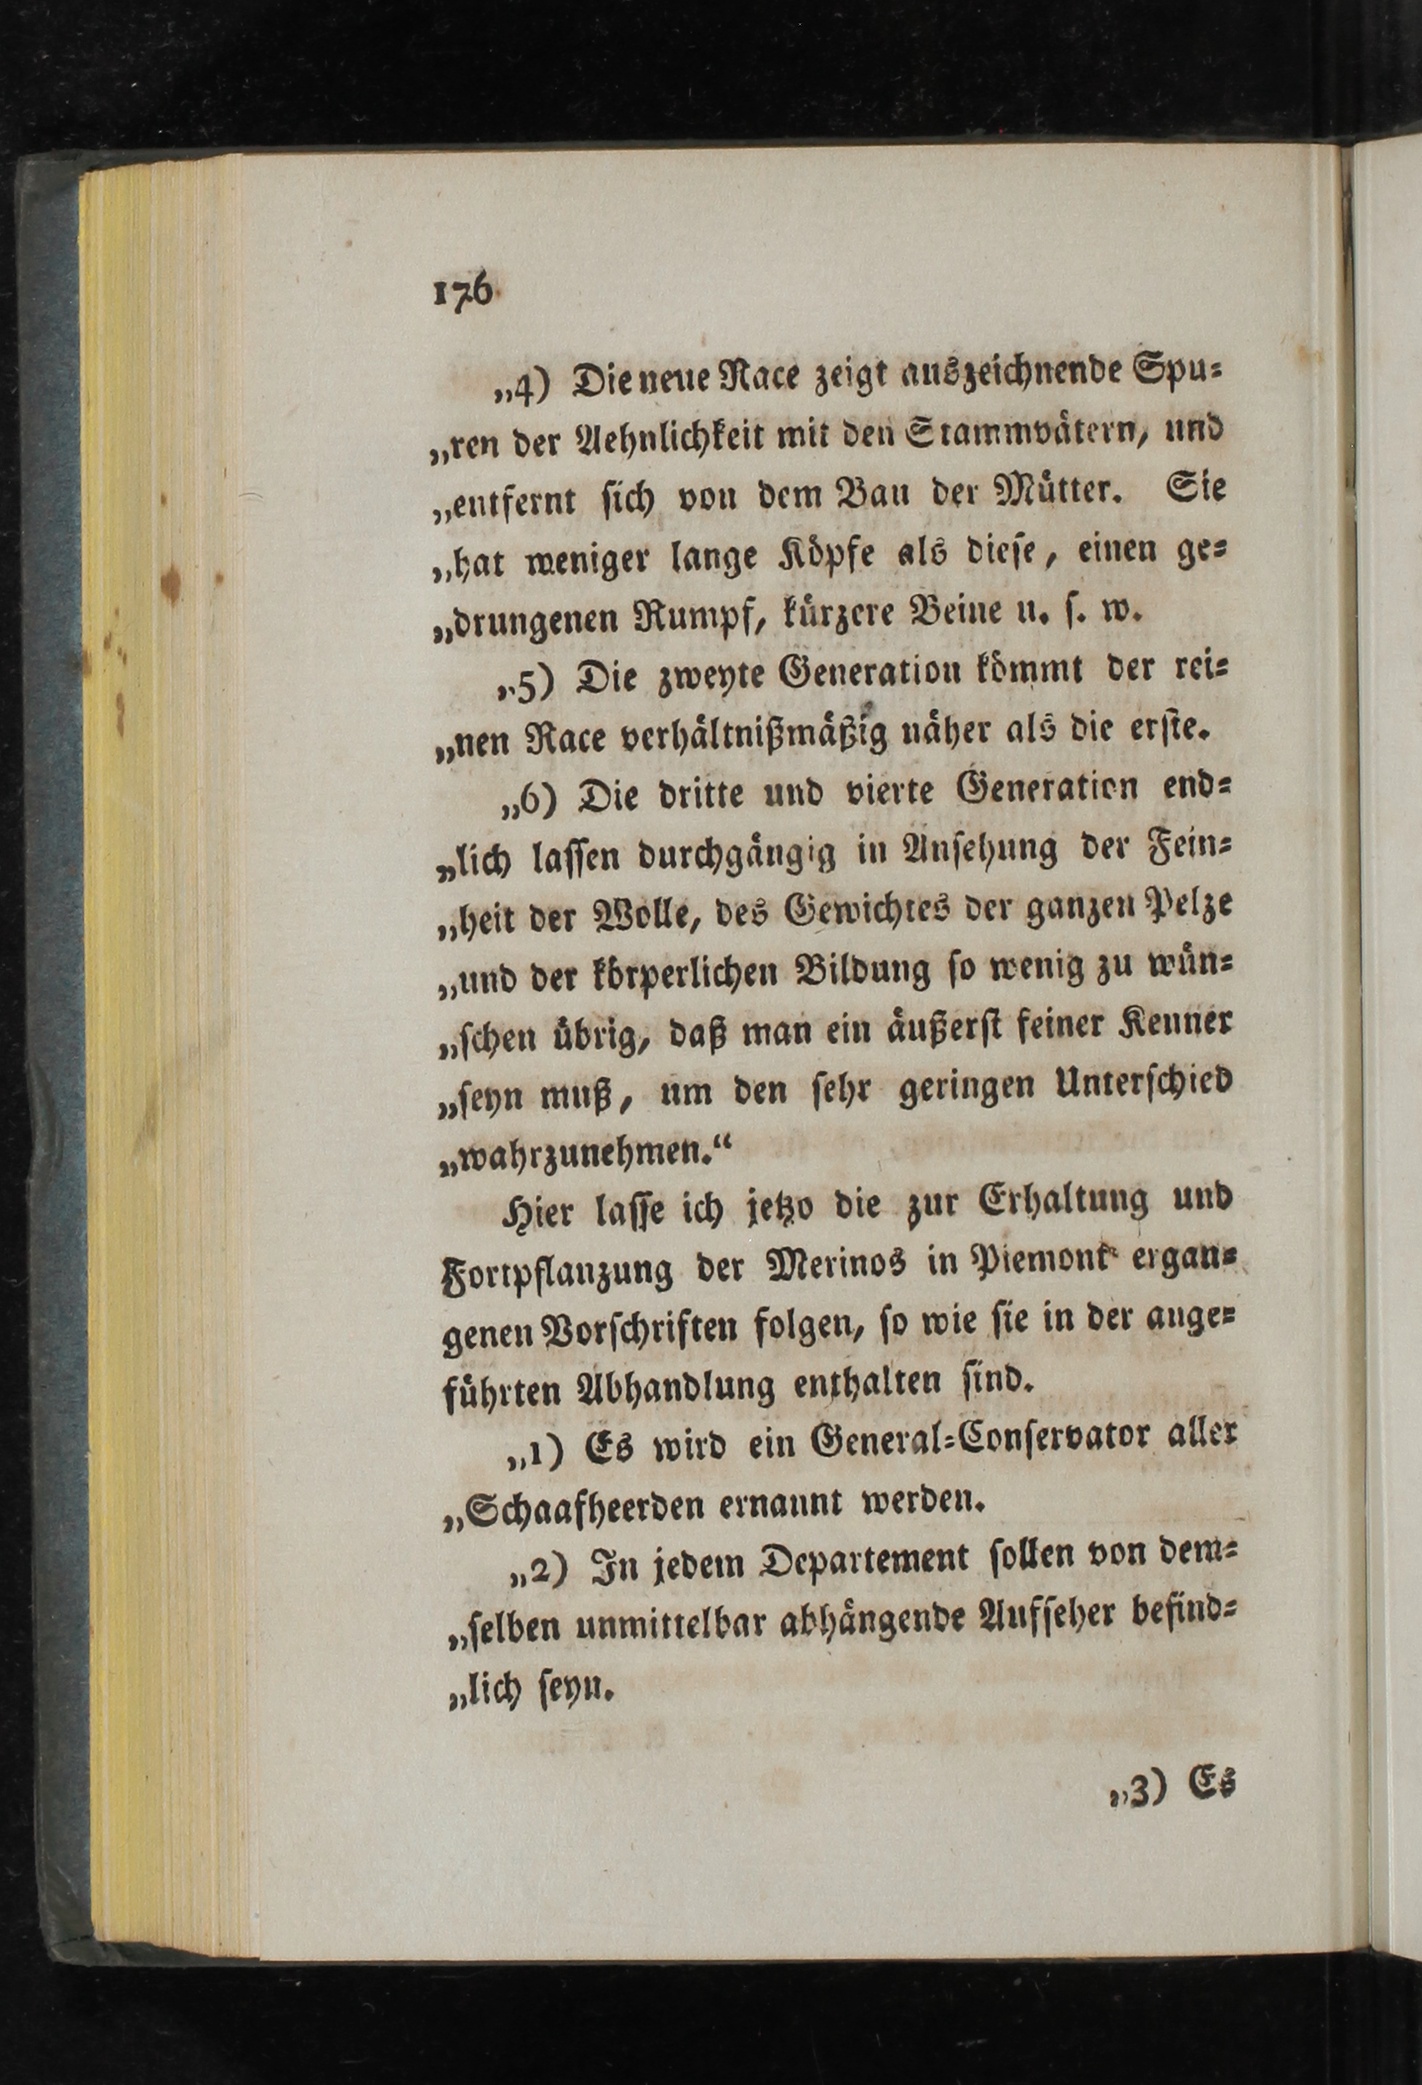 176
„4) Die neue Race zeigt auszeichnende Spu-
„ren der Aehnlichkeit mit den Stammvätern, und
„entfernt sich von dem Bau der Mütter. Sie
„hat weniger lange Köpfe als diese, einen ge-
„drungenen Rumpf, kürzere Beine u. s. w.
„5) Die zweyte Generation kömmt der rei-
„nen Race verhältnißmäßig näher als die erste.
„6) Die dritte und vierte Generation end-
„lich lassen durchgängig in Ansehung der Fein-
„heit der Wolle, des Gewichtes der ganzen Pelze
„und der körperlichen Bildung so wenig zu wün-
„schen übrig, daß man ein äußerst feiner Kenner
„seyn muß, um den sehr geringen Unterschied
„wahrzunehmen.“
Hier lasse ich jetzo die zur Erhaltung und
Fortpflanzung der Merinos in Piemont ergan-
genen Vorschriften folgen, so wie sie in der ange-
führten Abhandlung enthalten sind.
„1) Es wird ein General-Conservator aller
„Schaafheerden ernannt werden.
„2) In jedem Departement sollen von dem-
„selben unmittelbar abhängende Aufseher befind-
„lich seyn.
„3) Es